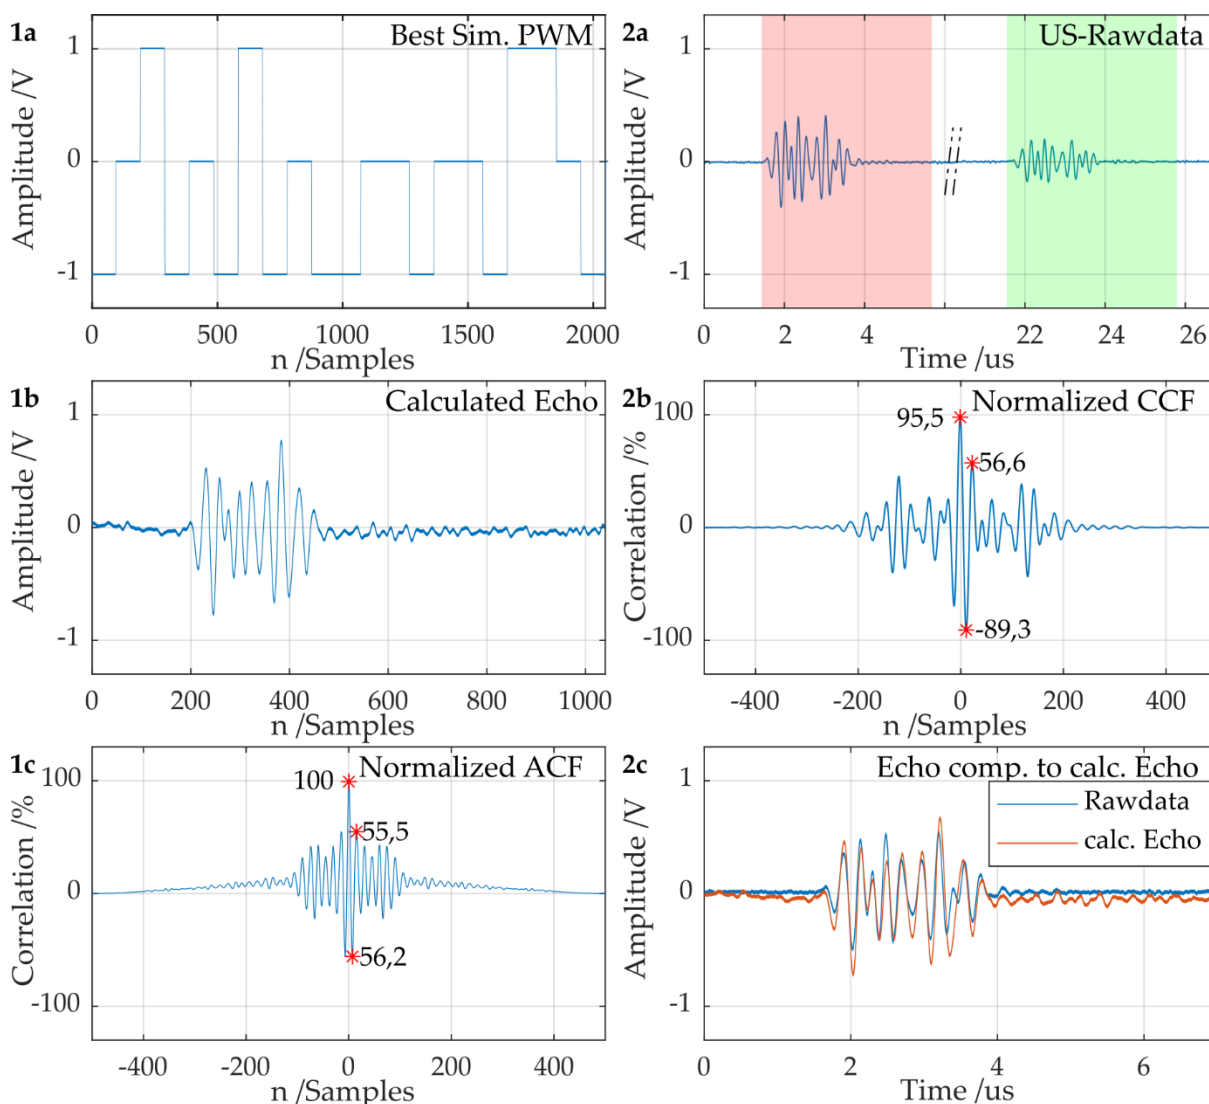 1a
Best Sim. PWM
Amplitude /V
1
0
-1
0 500 1000 1500 2000
n /Samples
2a
US-Rawdata
Amplitude /V
1
0
-1
0 2 4 22 24 26
Time /us
1b
Calculated Echo
Amplitude /V
1
0
-1
0 200 400 600 800 1000
n /Samples
2b
Normalized CCF
Correlation /%
100
0
-100
95,5
56,6
-89,3
-400 -200 0 200 400
n /Samples
1c
Normalized ACF
Correlation /%
100
0
-100
100
55,5
56,2
-400 -200 0 200 400
n /Samples
2c
Echo comp. to calc. Echo
Rawdata
calc. Echo
Amplitude /V
1
0
-1
0 2 4 6
Time /us